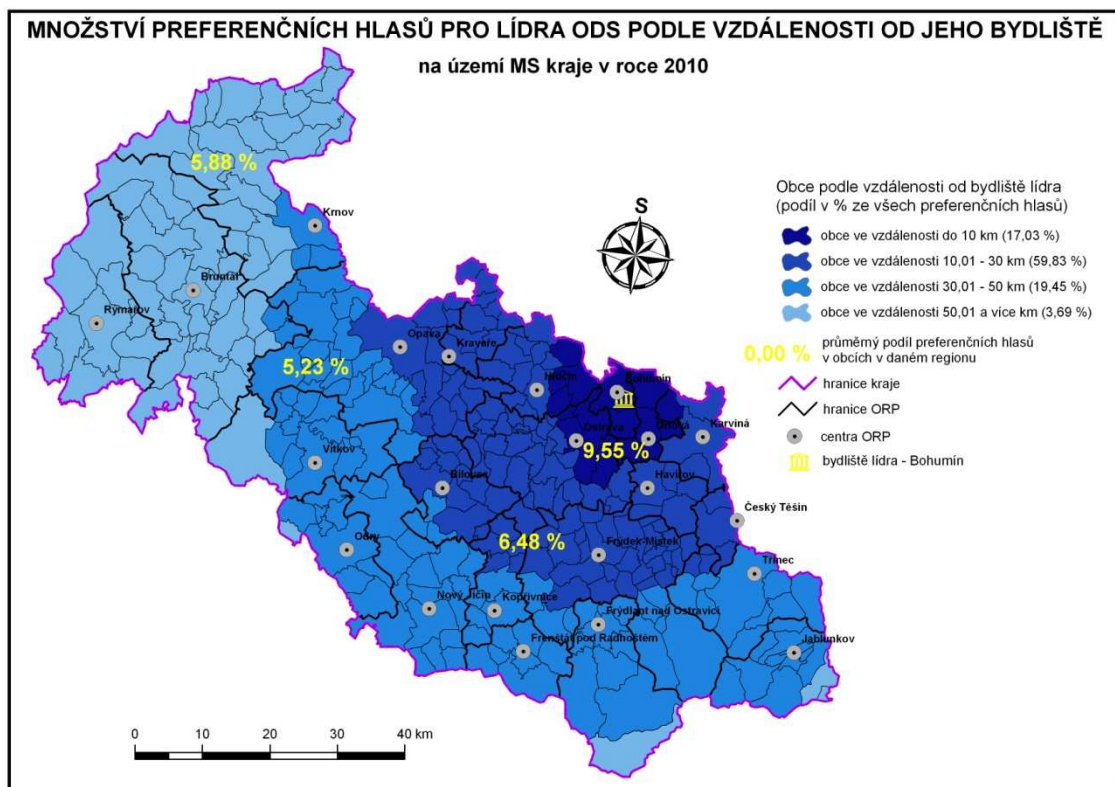 MNOŽSTVÍ PREFERENČNÍCH HLASŮ PRO LÍDRA ODS PODLE VZDÁLENOSTI OD JEHO BYDLIŠTĚ
na území MS kraje v roce 2010
5,88 %
Krnov
S
Bruntál
Rýmařov
Opava
Kravaře
5,23 %
Hlučín
Bohumín
Ostrava
Orlová
Karviná
9,55 %
Vítkov
Bílovec
Havířov
Český Těšín
6,48 %
Odry
Frýdek-Místek
Třinec
Nový Jičín
Kopřivnice
Frýdlant nad Ostravicí
Frenštát pod Radhoštěm
Jablunkov
Obce podle vzdálenosti od bydliště lídra
(podíl v % ze všech preferenčních hlasů)
obce ve vzdálenosti do 10 km (17,03 %)
obce ve vzdálenosti 10,01 - 30 km (59,83 %)
obce ve vzdálenosti 30,01 - 50 km (19,45 %)
obce ve vzdálenosti 50,01 a více km (3,69 %)
0,00 % průměrný podíl preferenčních hlasů
v obcích v daném regionu
hranice kraje
hranice ORP
centra ORP
bydliště lídra - Bohumín
0 10 20 40 km